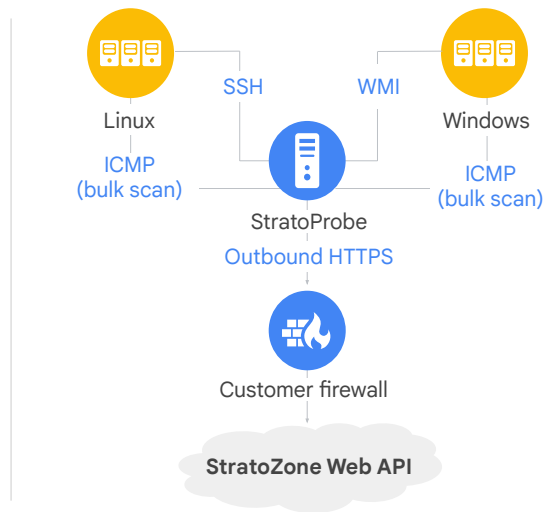 SSH
WMI
Linux
Windows
ICMP
(bulk scan)
ICMP
(bulk scan)
StratoProbe
Outbound HTTPS
Customer firewall
StratoZone Web API